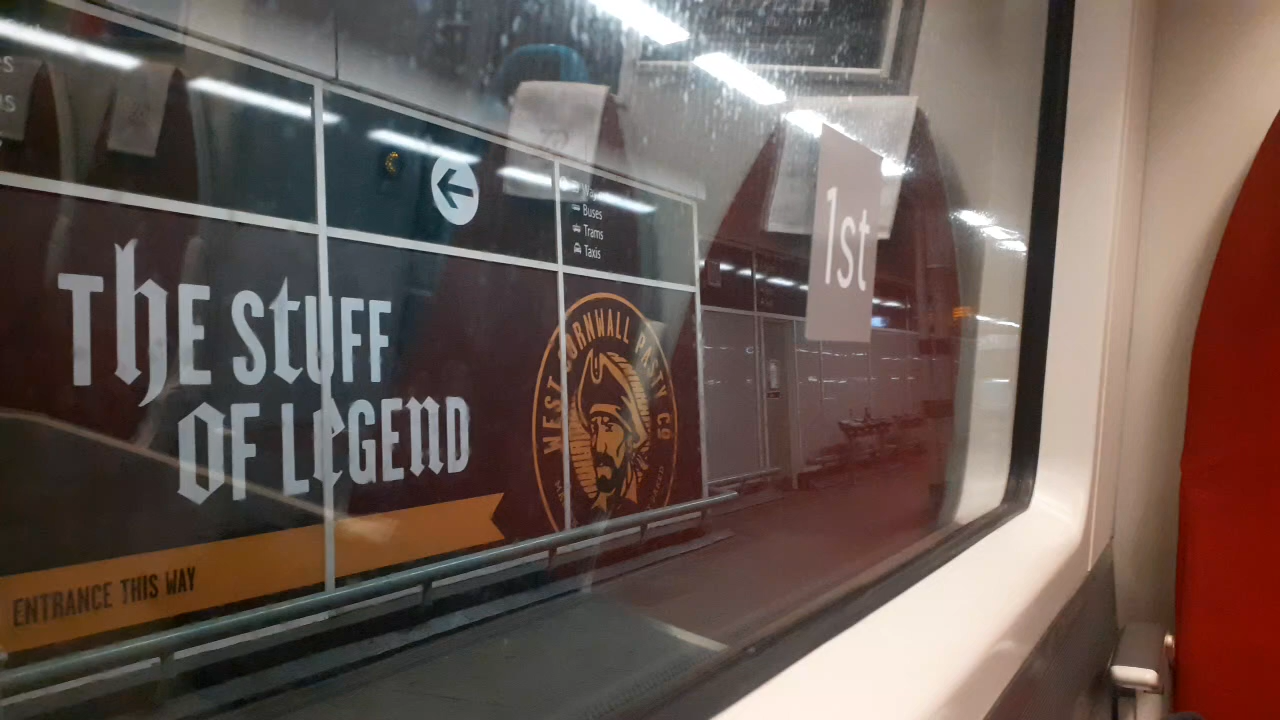 Buses
Trams
Taxis
1st
The STUFF
OF LEGEND
WEST CORNWALL PASTY CO
ENTRANCE THIS WAY